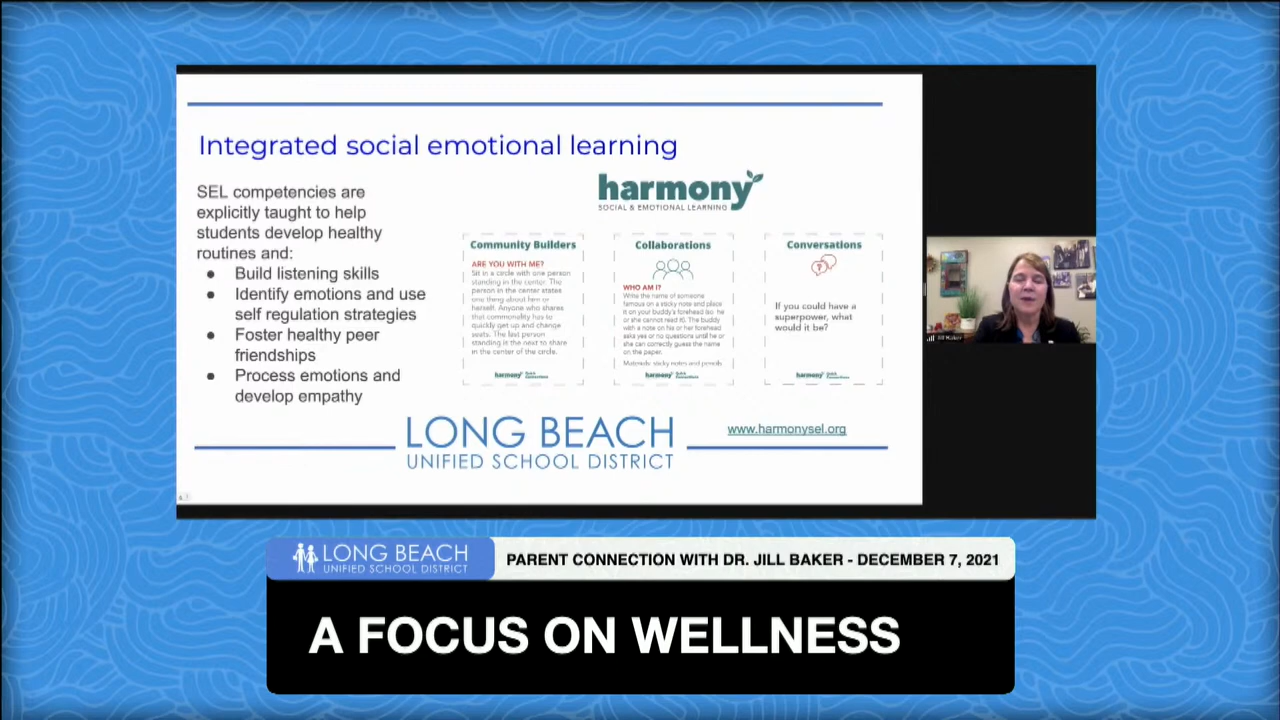 Integrated social emotional learning
SEL competencies are
explicitly taught to help
students develop healthy
routines and:
● Build listening skills
● Identify emotions and use
self regulation strategies
● Foster healthy peer
friendships
● Process emotions and
develop empathy
harmony
SOCIAL & EMOTIONAL LEARNING
Community Builders
ARE YOU WITH ME?
Sit in a circle with one person
standing in the center. The
person in the center states
one thing about him or
herself. Anyone who shares
that commonality has to
quickly get up and change
seats. The last person
standing is the next to share
in the center of the circle.
harmony
Collaborations
WHO AM I?
Write the name of someone
famous on a sticky note and place
it on your buddy's forehead (so he
or she cannot read it). The buddy
with a note on his or her forehead
asks yes or no questions until he or
she can correctly guess the name
on the paper.
Materials: sticky notes and pencils
harmony
Conversations
If you could have a
superpower, what
would it be?
harmony
LONG BEACH
UNIFIED SCHOOL DISTRICT
www.harmonysel.org
Jill Baker
LONG BEACH
UNIFIED SCHOOL DISTRICT
PARENT CONNECTION WITH DR. JILL BAKER - DECEMBER 7, 2021
A FOCUS ON WELLNESS